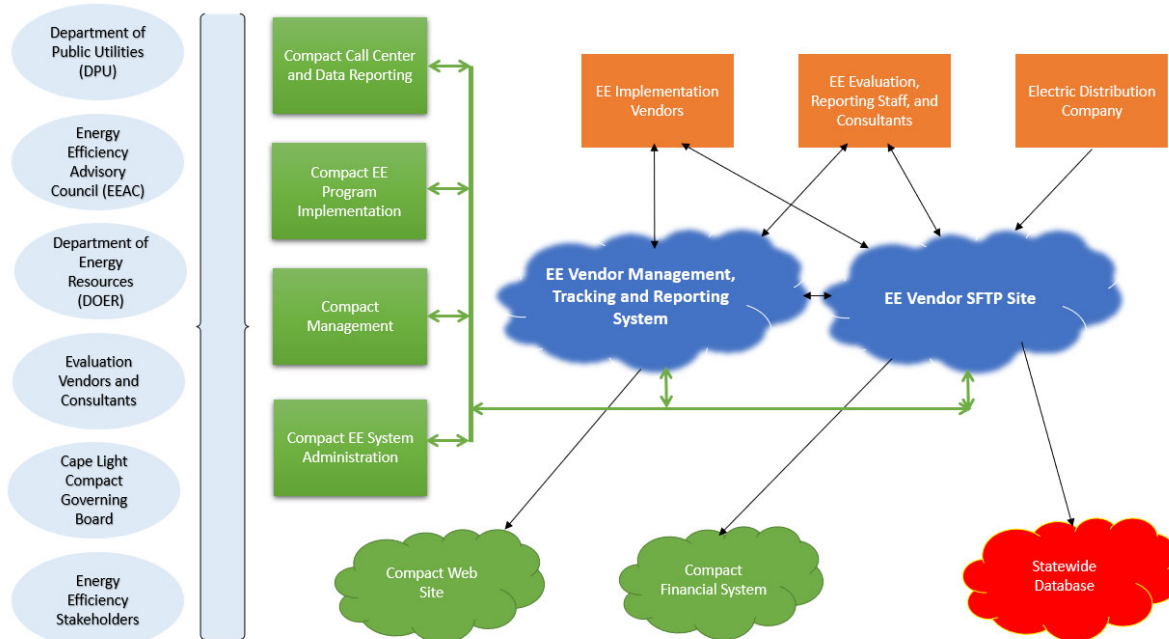 Department of
Public Utilities
(DPU)
Energy
Efficiency
Advisory
Council (EEAC)
Department of
Energy
Resources
(DOER)
Evaluation
Vendors and
Consultants
Cape Light
Compact
Governing
Board
Energy
Efficiency
Stakeholders
Compact Call Center
and Data Reporting
Compact EE
Program
Implementation
Compact
Management
Compact EE System
Administration
EE Implementation
Vendors
EE Evaluation,
Reporting Staff, and
Consultants
Electric Distribution
Company
EE Vendor Management,
Tracking and Reporting
System
EE Vendor SFTP Site
Compact Web
Site
Compact
Financial System
Statewide
Database